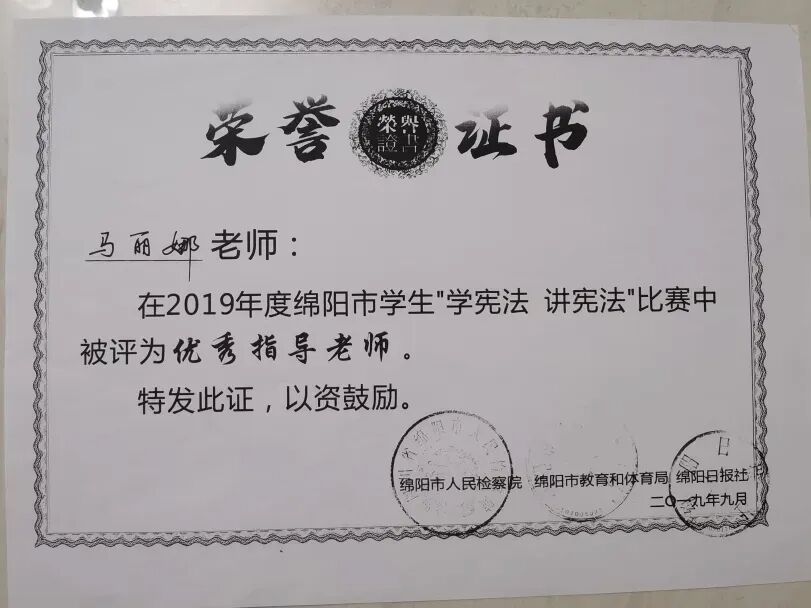 荣誉 榮譽證書 证书
马丽娜 老师：
在2019年度绵阳市学生"学宪法 讲宪法"比赛中
被评为优秀指导老师。
特发此证，以资鼓励。
绵阳市人民检察院 绵阳市教育和体育局 绵阳日报社
二〇一九年九月